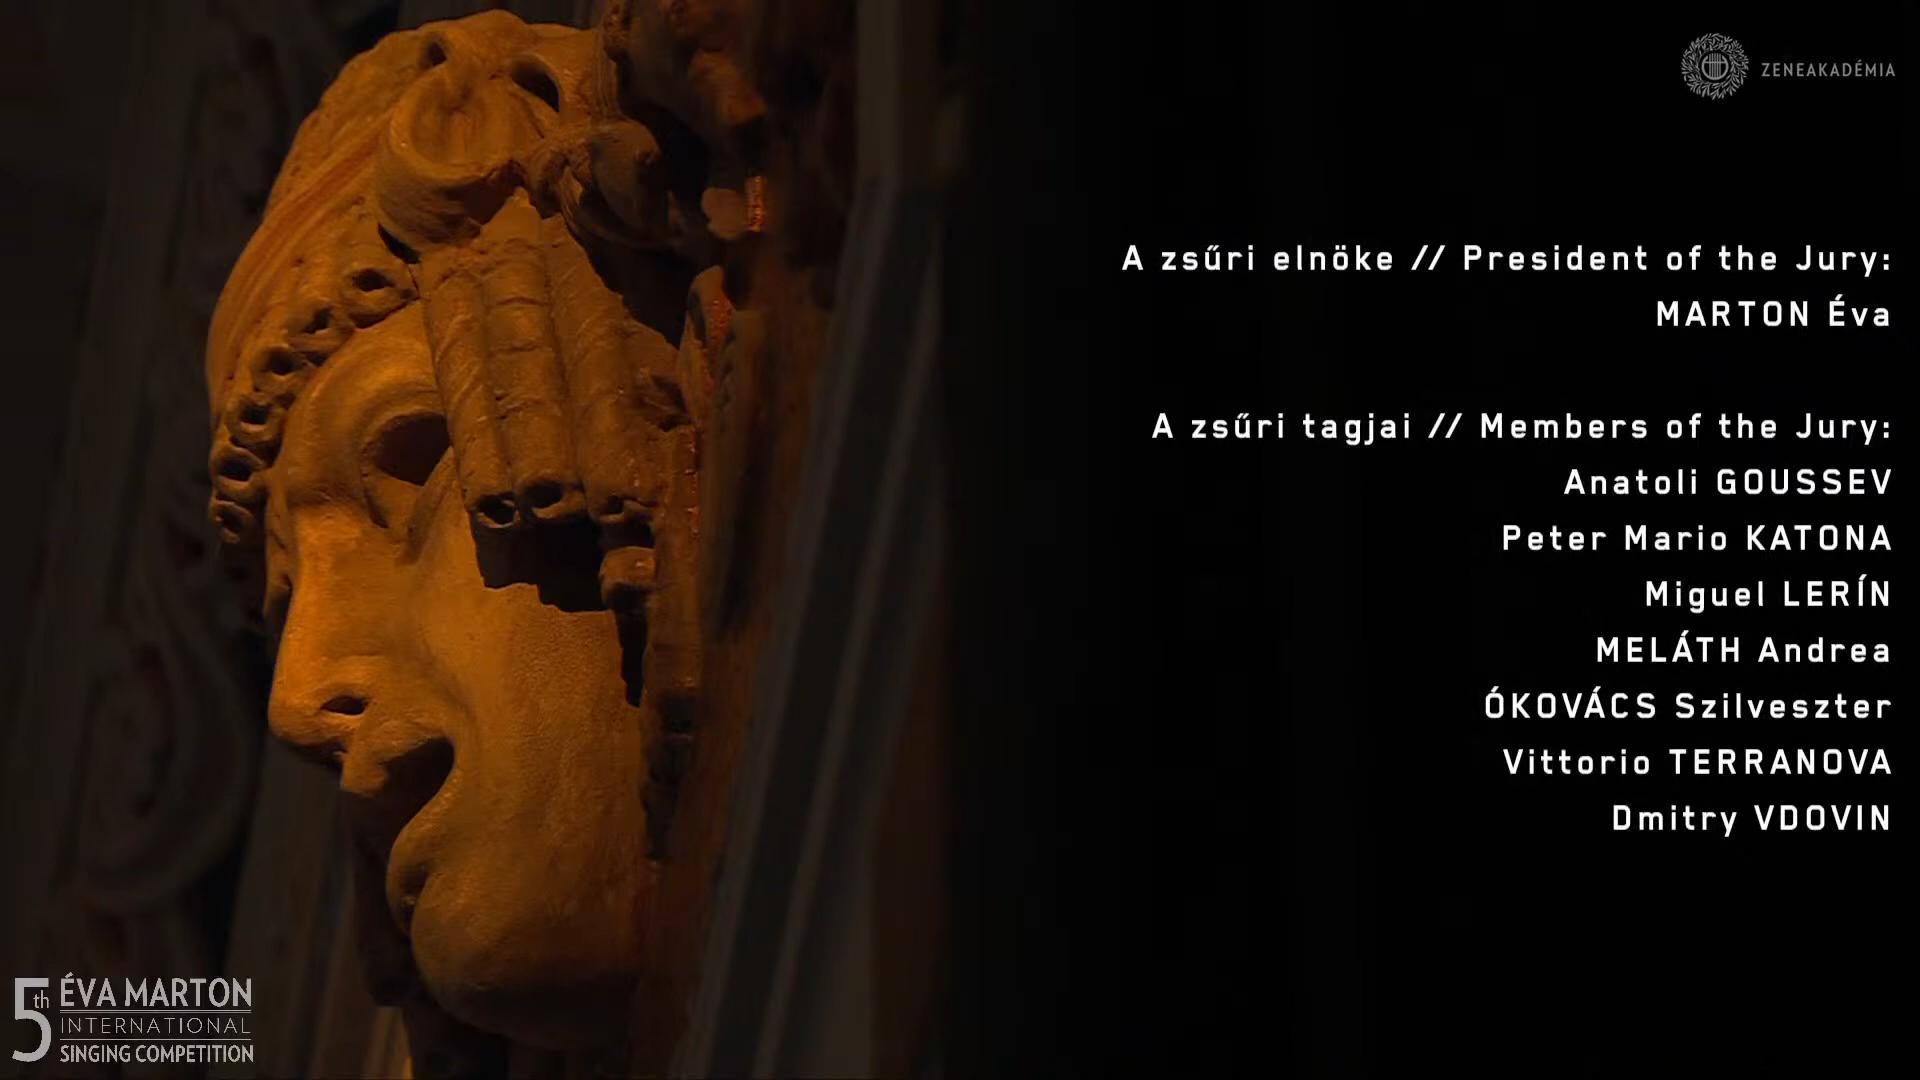 ZENEAKADÉMIA
A zsűri elnöke // President of the Jury:
MARTON Éva
A zsűri tagjai // Members of the Jury:
Anatoli GOUSSEV
Peter Mario KATONA
Miguel LERÍN
MELÁTH Andrea
ÓKOVÁCS Szilveszter
Vittorio TERRANOVA
Dmitry VDOVIN
5th ÉVA MARTON
INTERNATIONAL
SINGING COMPETITION